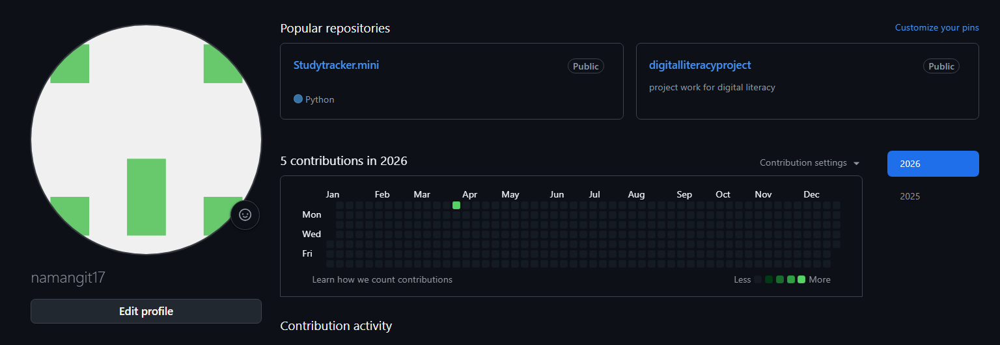 Popular repositories
Customize your pins
Studytracker.mini
Public
Python
digitalliteracyproject
Public
project work for digital literacy
namangit17
Edit profile
5 contributions in 2026
Contribution settings
2026
2025
Jan Feb Mar Apr May Jun Jul Aug Sep Oct Nov Dec
Mon
Wed
Fri
Learn how we count contributions
Less More
Contribution activity